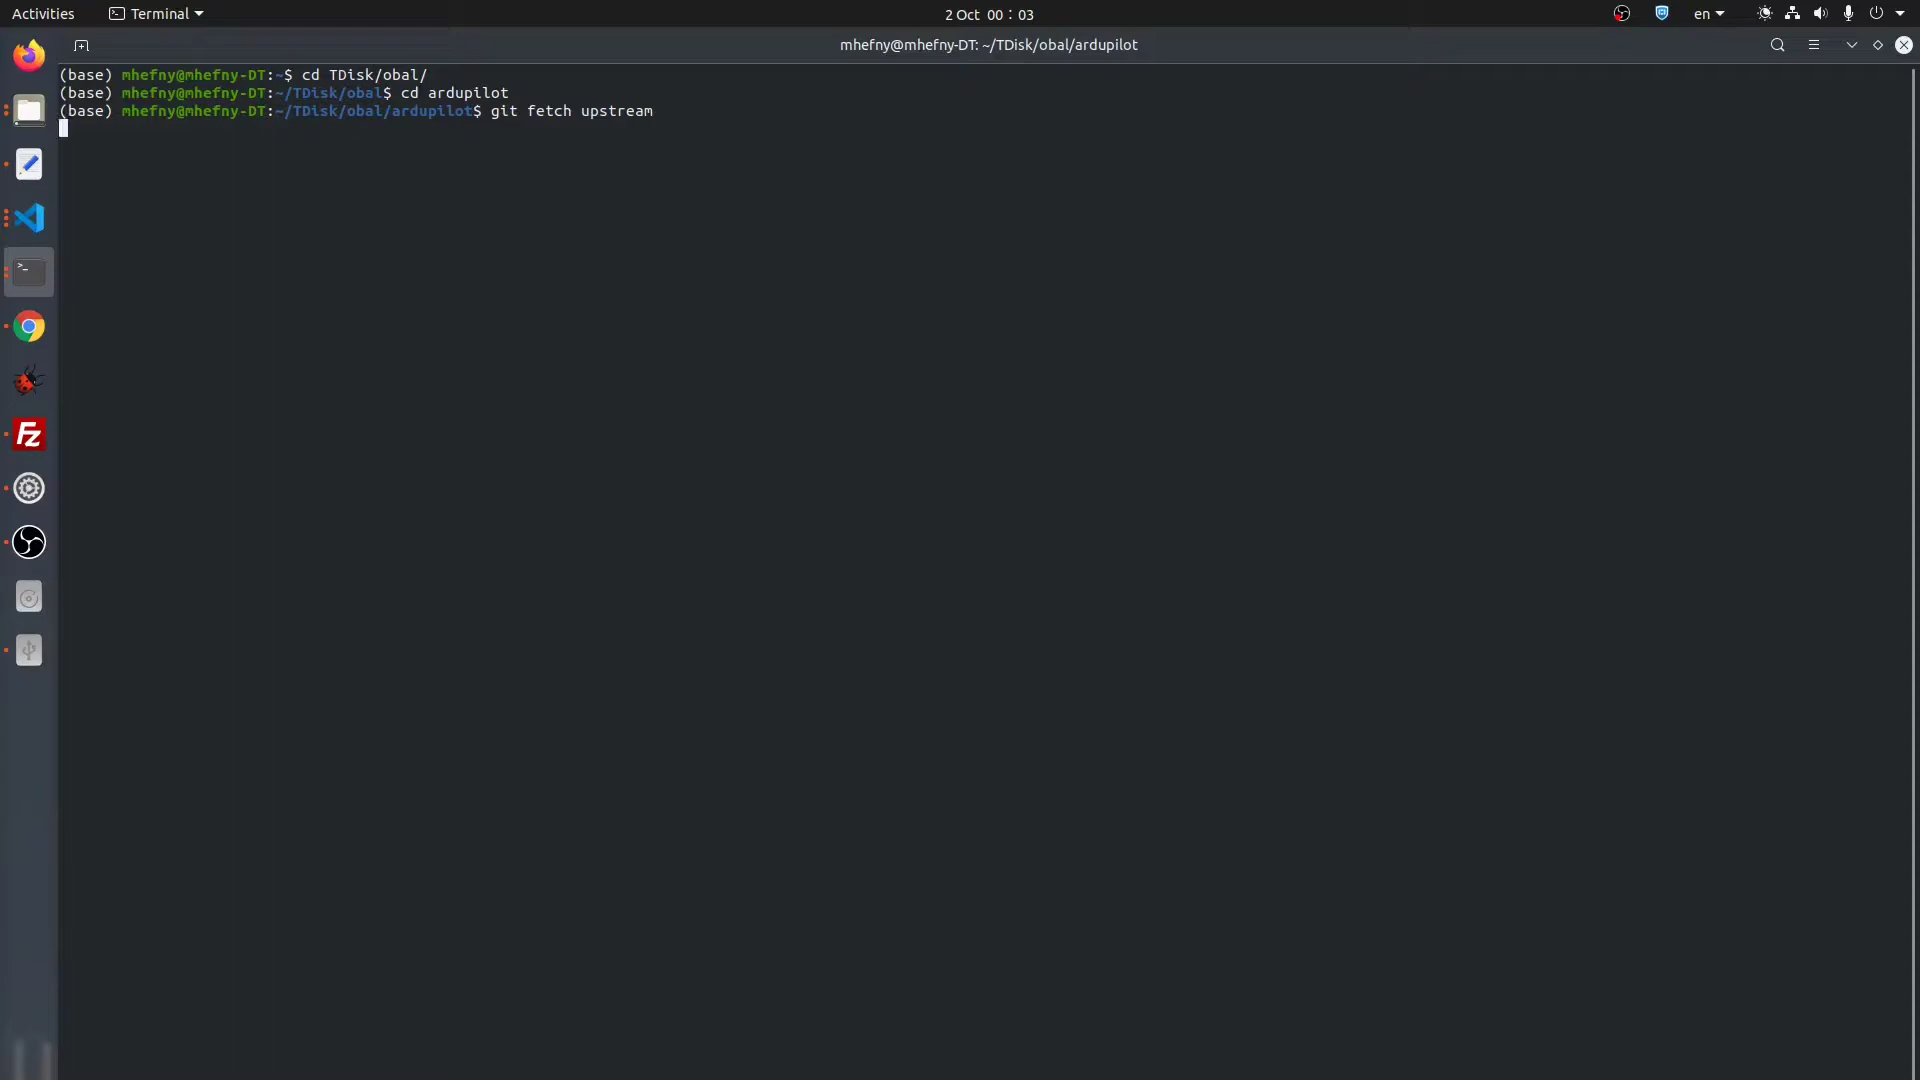 Activities
Terminal
2 Oct 00 : 03
en
mhefny@mhefny-DT: ~/TDisk/obal/ardupilot
(base) mhefny@mhefny-DT:~$ cd TDisk/obal/
(base) mhefny@mhefny-DT:~/TDisk/obal$ cd ardupilot
(base) mhefny@mhefny-DT:~/TDisk/obal/ardupilot$ git fetch upstream
>_
Fz